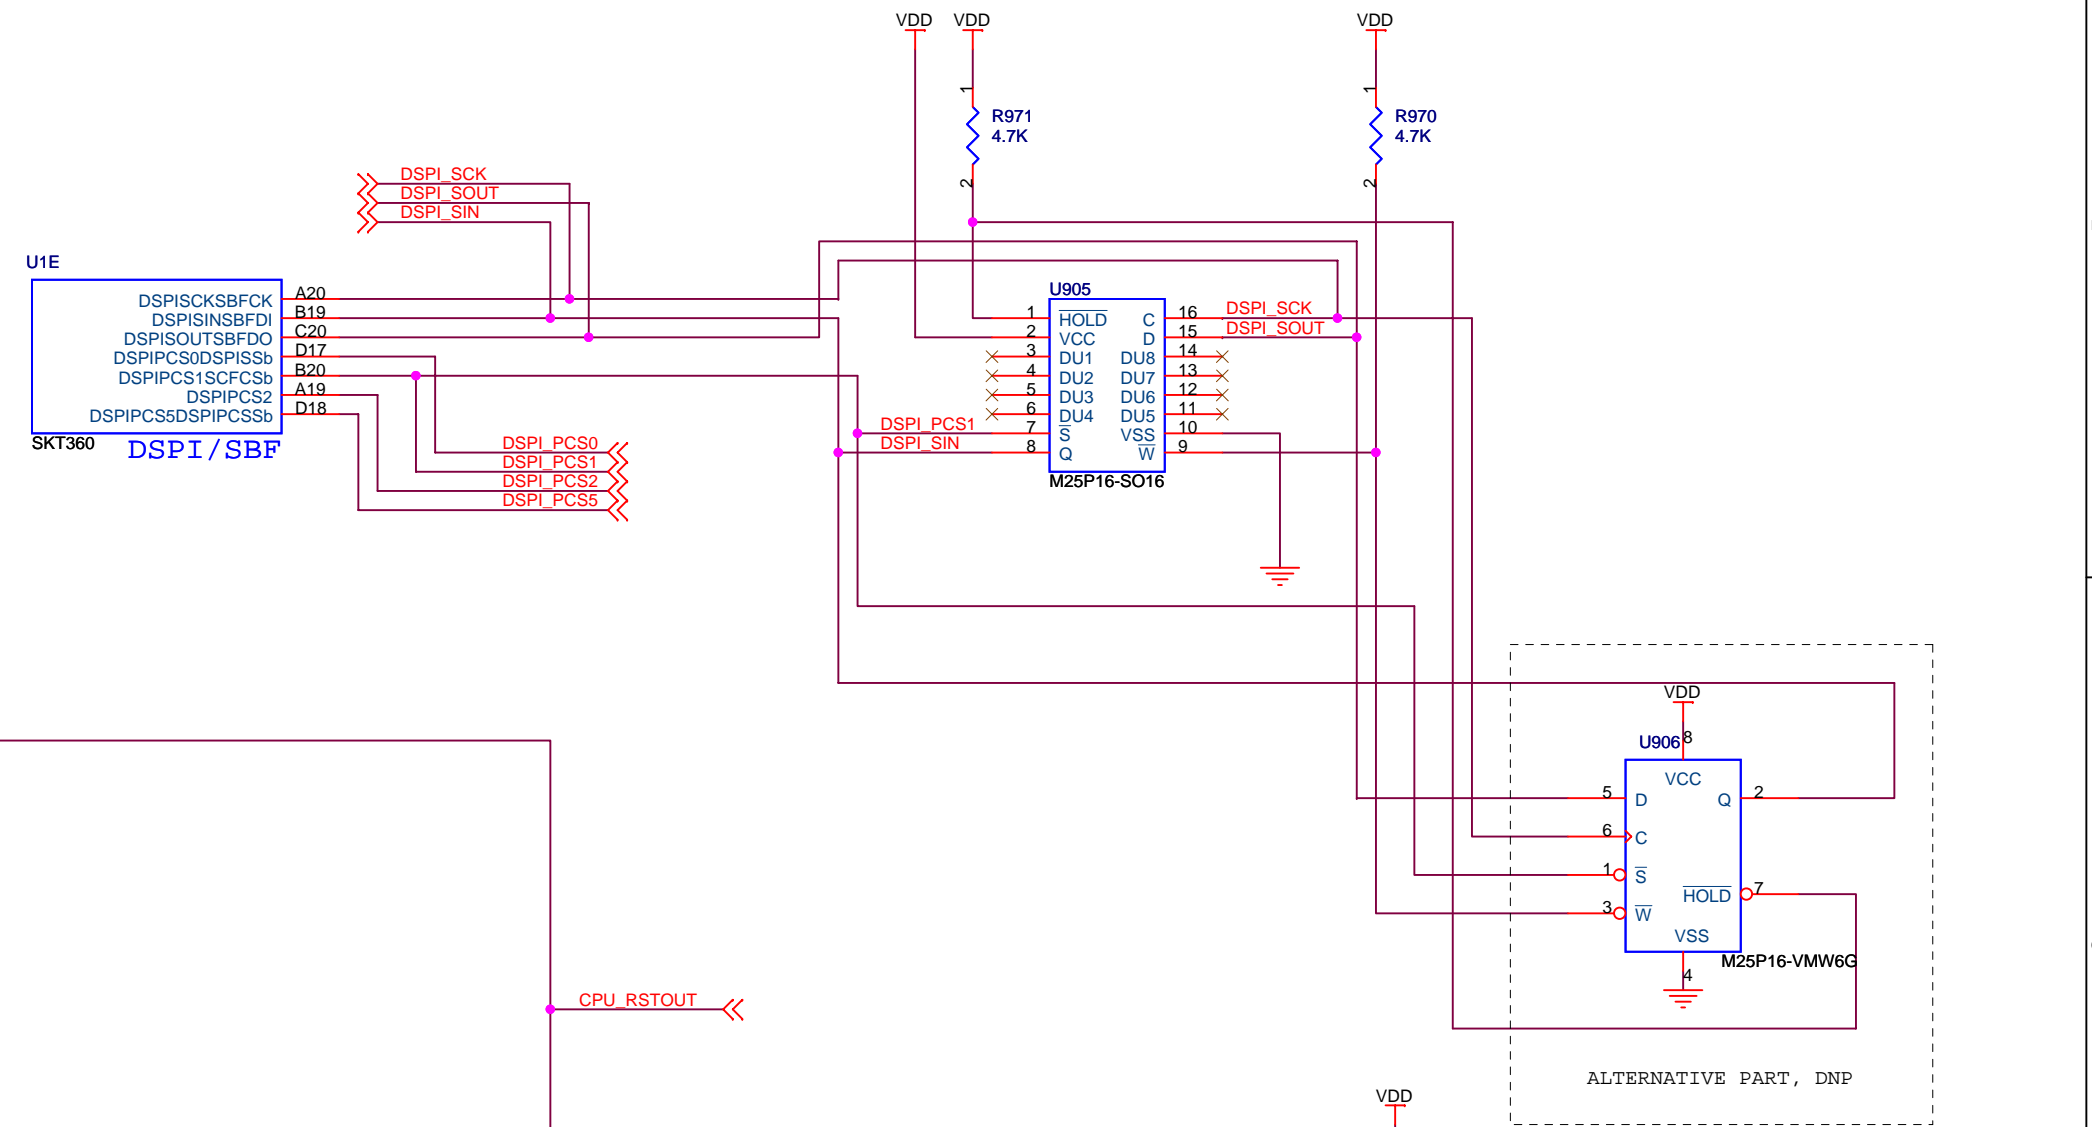 VDD VDD VDD
1 1
R971 R970
4.7K 4.7K
2 2
DSPI_SCK
DSPI_SOUT
DSPI_SIN
U1E
DSPISCKSBFCK A20
DSPISINSBFDI B19
DSPISOUTSBFDO C20
DSPIPCS0DSPISSb D17
DSPIPCS1SCFCSb B20
DSPIPCS2 A19
DSPIPCS5DSPIPCSSb D18
SKT360 DSPI/SBF
DSPI_PCS0
DSPI_PCS1
DSPI_PCS2
DSPI_PCS5
U905
1 HOLD C 16 DSPI_SCK
2 VCC D 15 DSPI_SOUT
3 DU1 DU8 14
4 DU2 DU7 13
5 DU3 DU6 12
6 DU4 DU5 11
DSPI_PCS1 7 S VSS 10
DSPI_SIN 8 Q W 9
M25P16-SO16
VDD
U906 8
VCC
5 D Q 2
6 C
1 S
HOLD 7
3 W
VSS
M25P16-VMW6G
4
CPU_RSTOUT
ALTERNATIVE PART, DNP
VDD